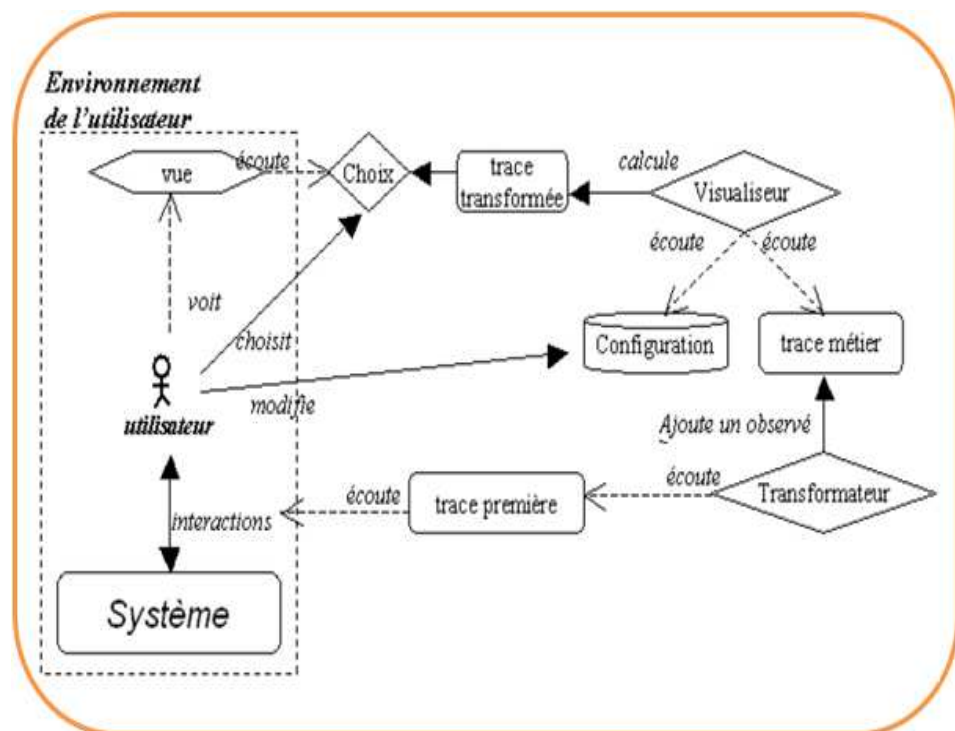 Environnement
de l'utilisateur
vue
écoute
Choix
trace
transformée
calcule
Visualiseur
écoute
écoute
voit
choisit
Configuration
trace métier
modifie
utilisateur
Ajoute un observé
écoute
Transformateur
écoute
trace première
interactions
Système